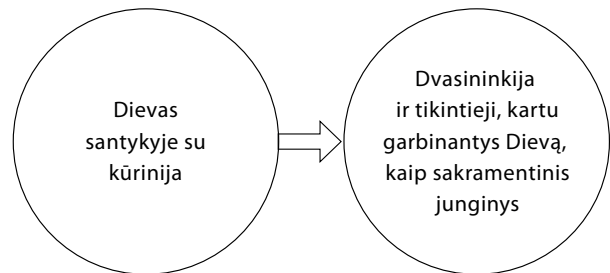 Dievas
santykyje su
kūrinija
Dvasininkija
ir tikintieji, kartu
garbinantys Dievą,
kaip sakramentinis
junginys